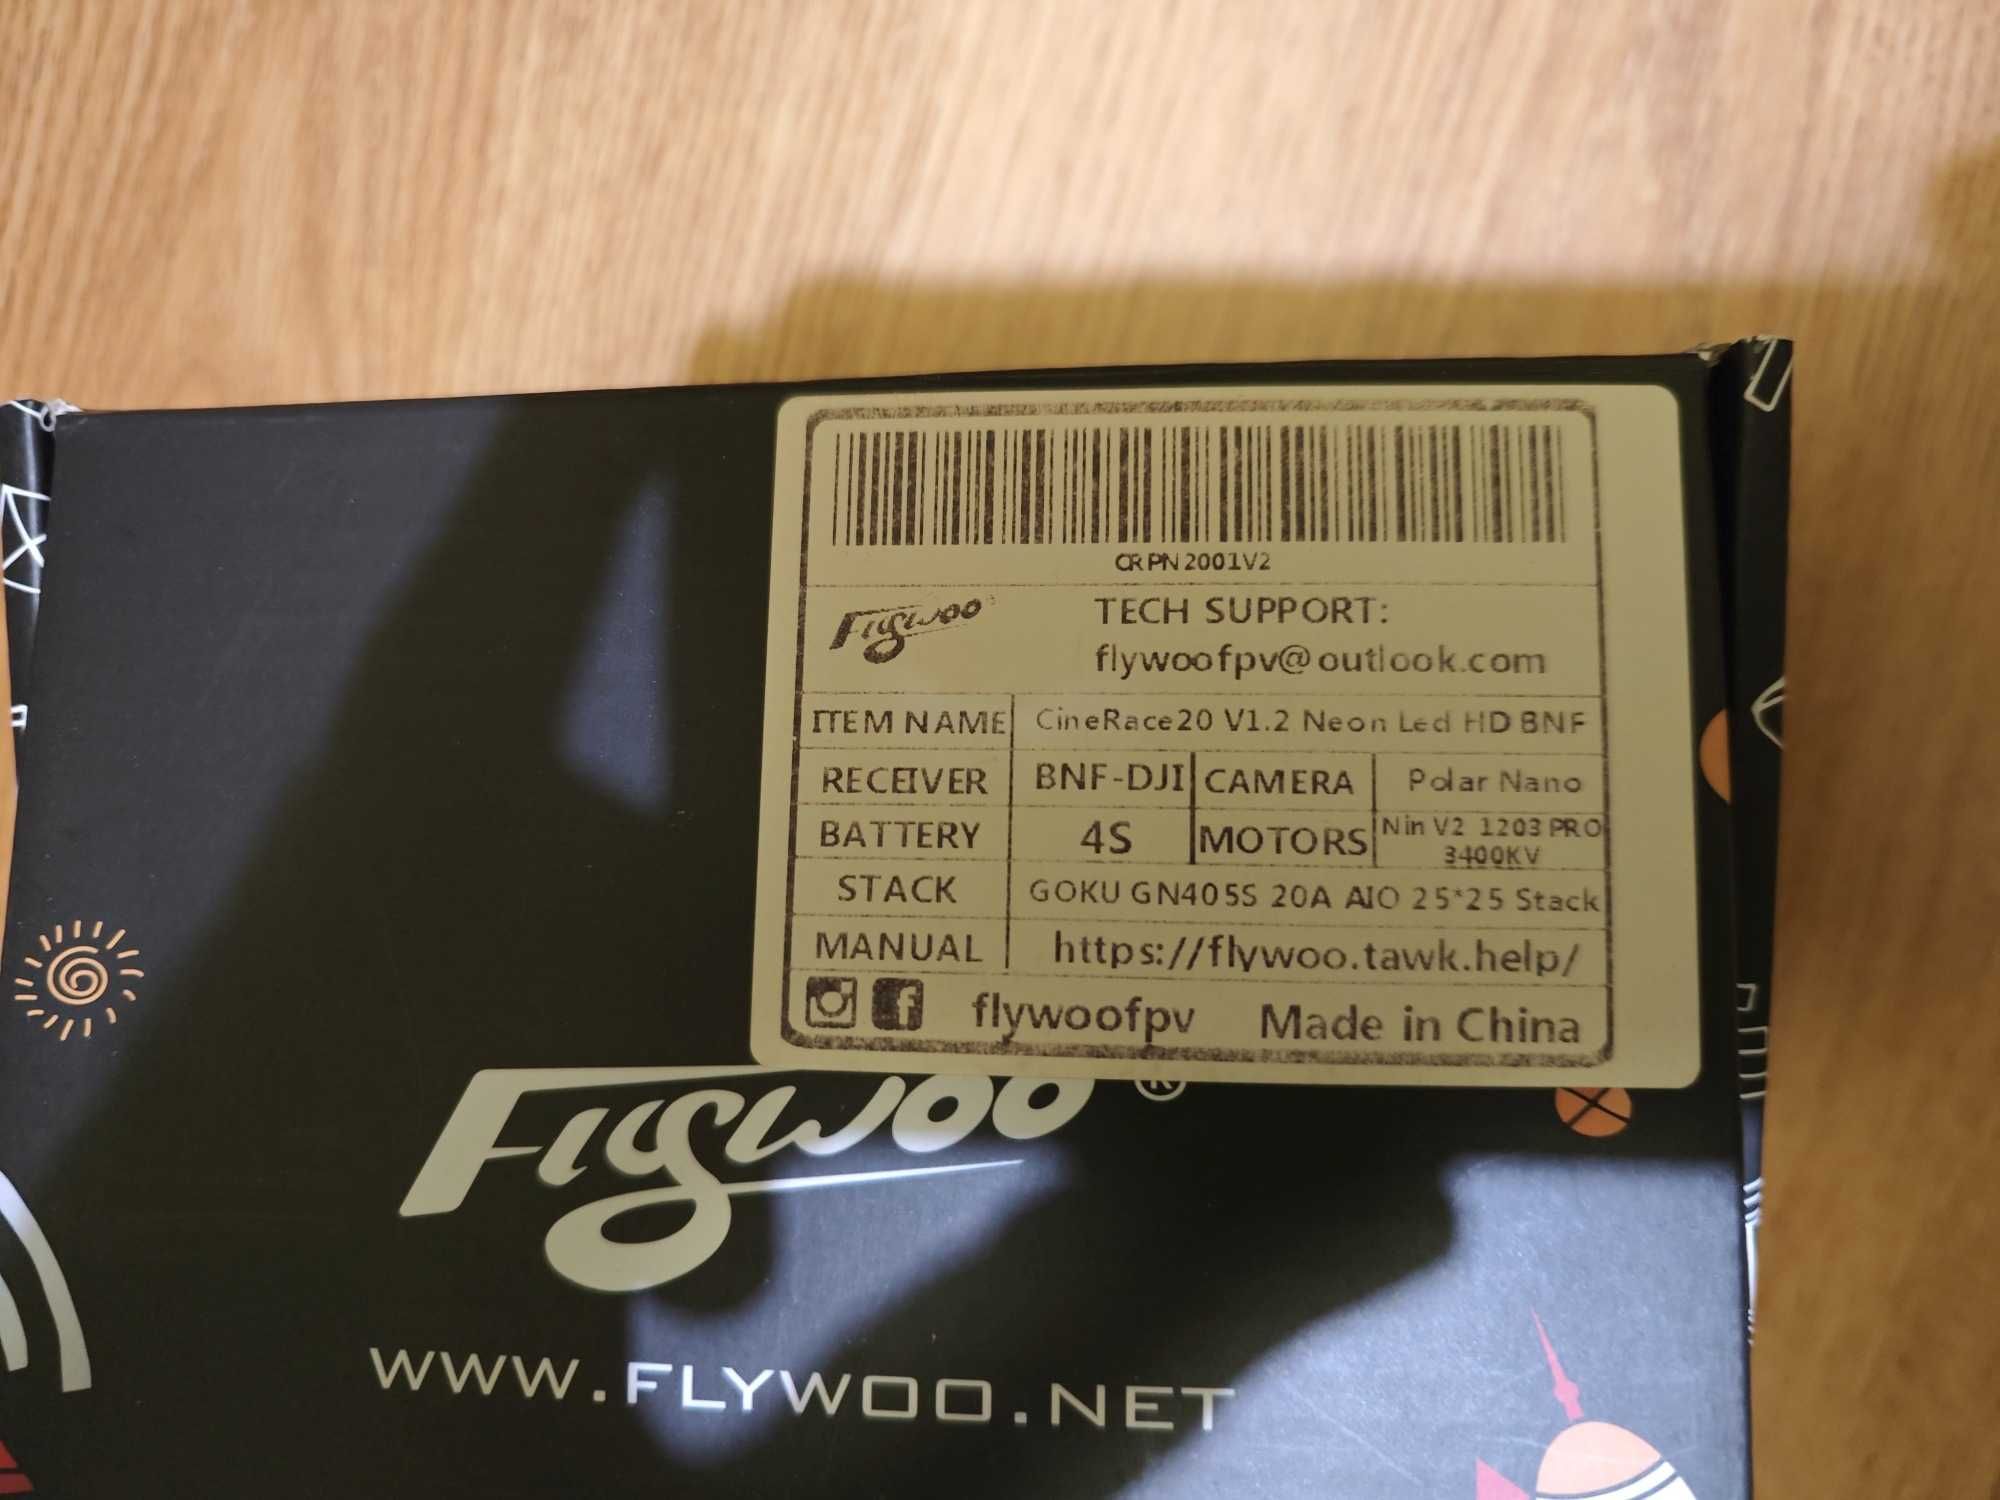 CRPN2001V2
Flywoo
TECH SUPPORT:
flywoofpv@outlook.com
ITEM NAME CineRace20 V1.2 Neon Led HD BNF
RECEIVER BNF-DJI CAMERA Polar Nano
BATTERY 4S MOTORS Nin V2 1203 PRO
3400KV
STACK GOKU GN405S 20A AIO 25*25 Stack
MANUAL https://flywoo.tawk.help/
flywoofpv Made in China
Flywoo ®
WWW.FLYWOO.NET